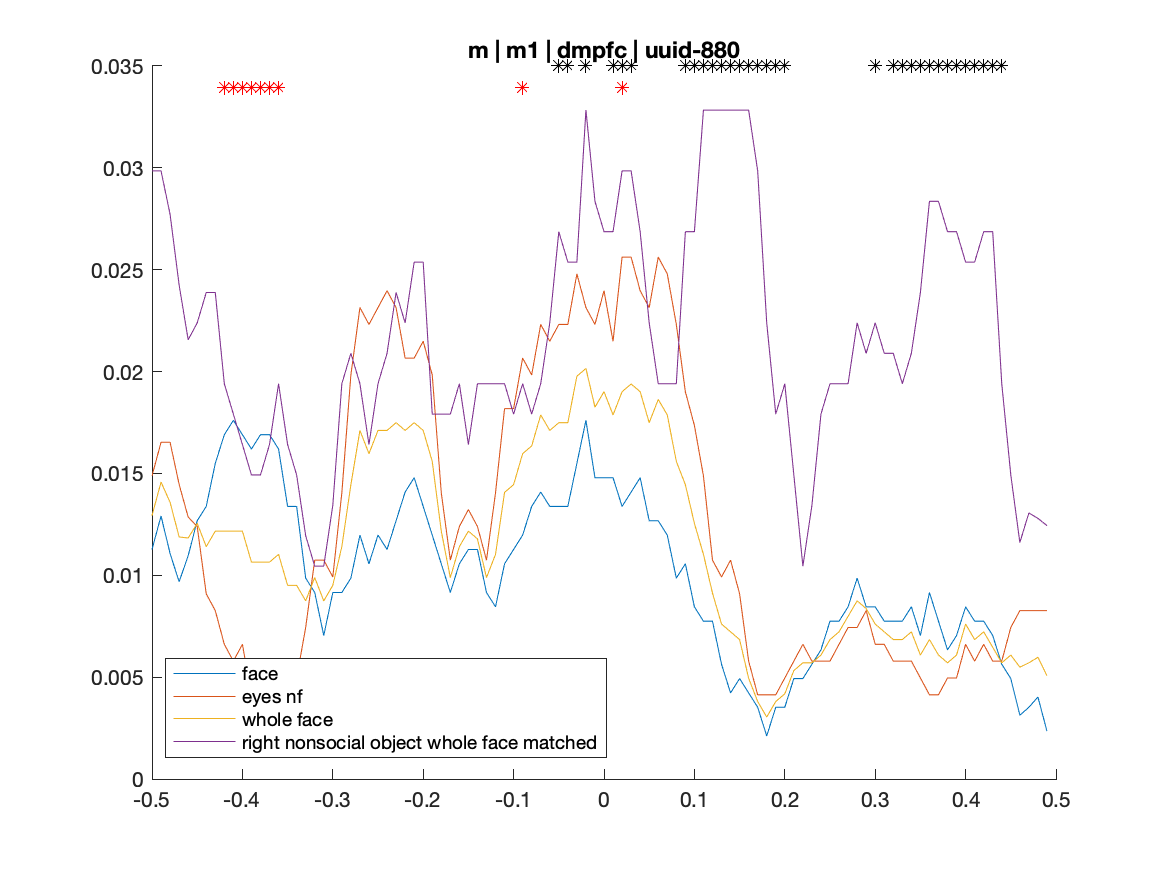 m | m1 | dmpfc | uuid-880
0.035
0.03
0.025
0.02
0.015
0.01
0.005
0
face
eyes nf
whole face
right nonsocial object whole face matched
-0.5 -0.4 -0.3 -0.2 -0.1 0 0.1 0.2 0.3 0.4 0.5